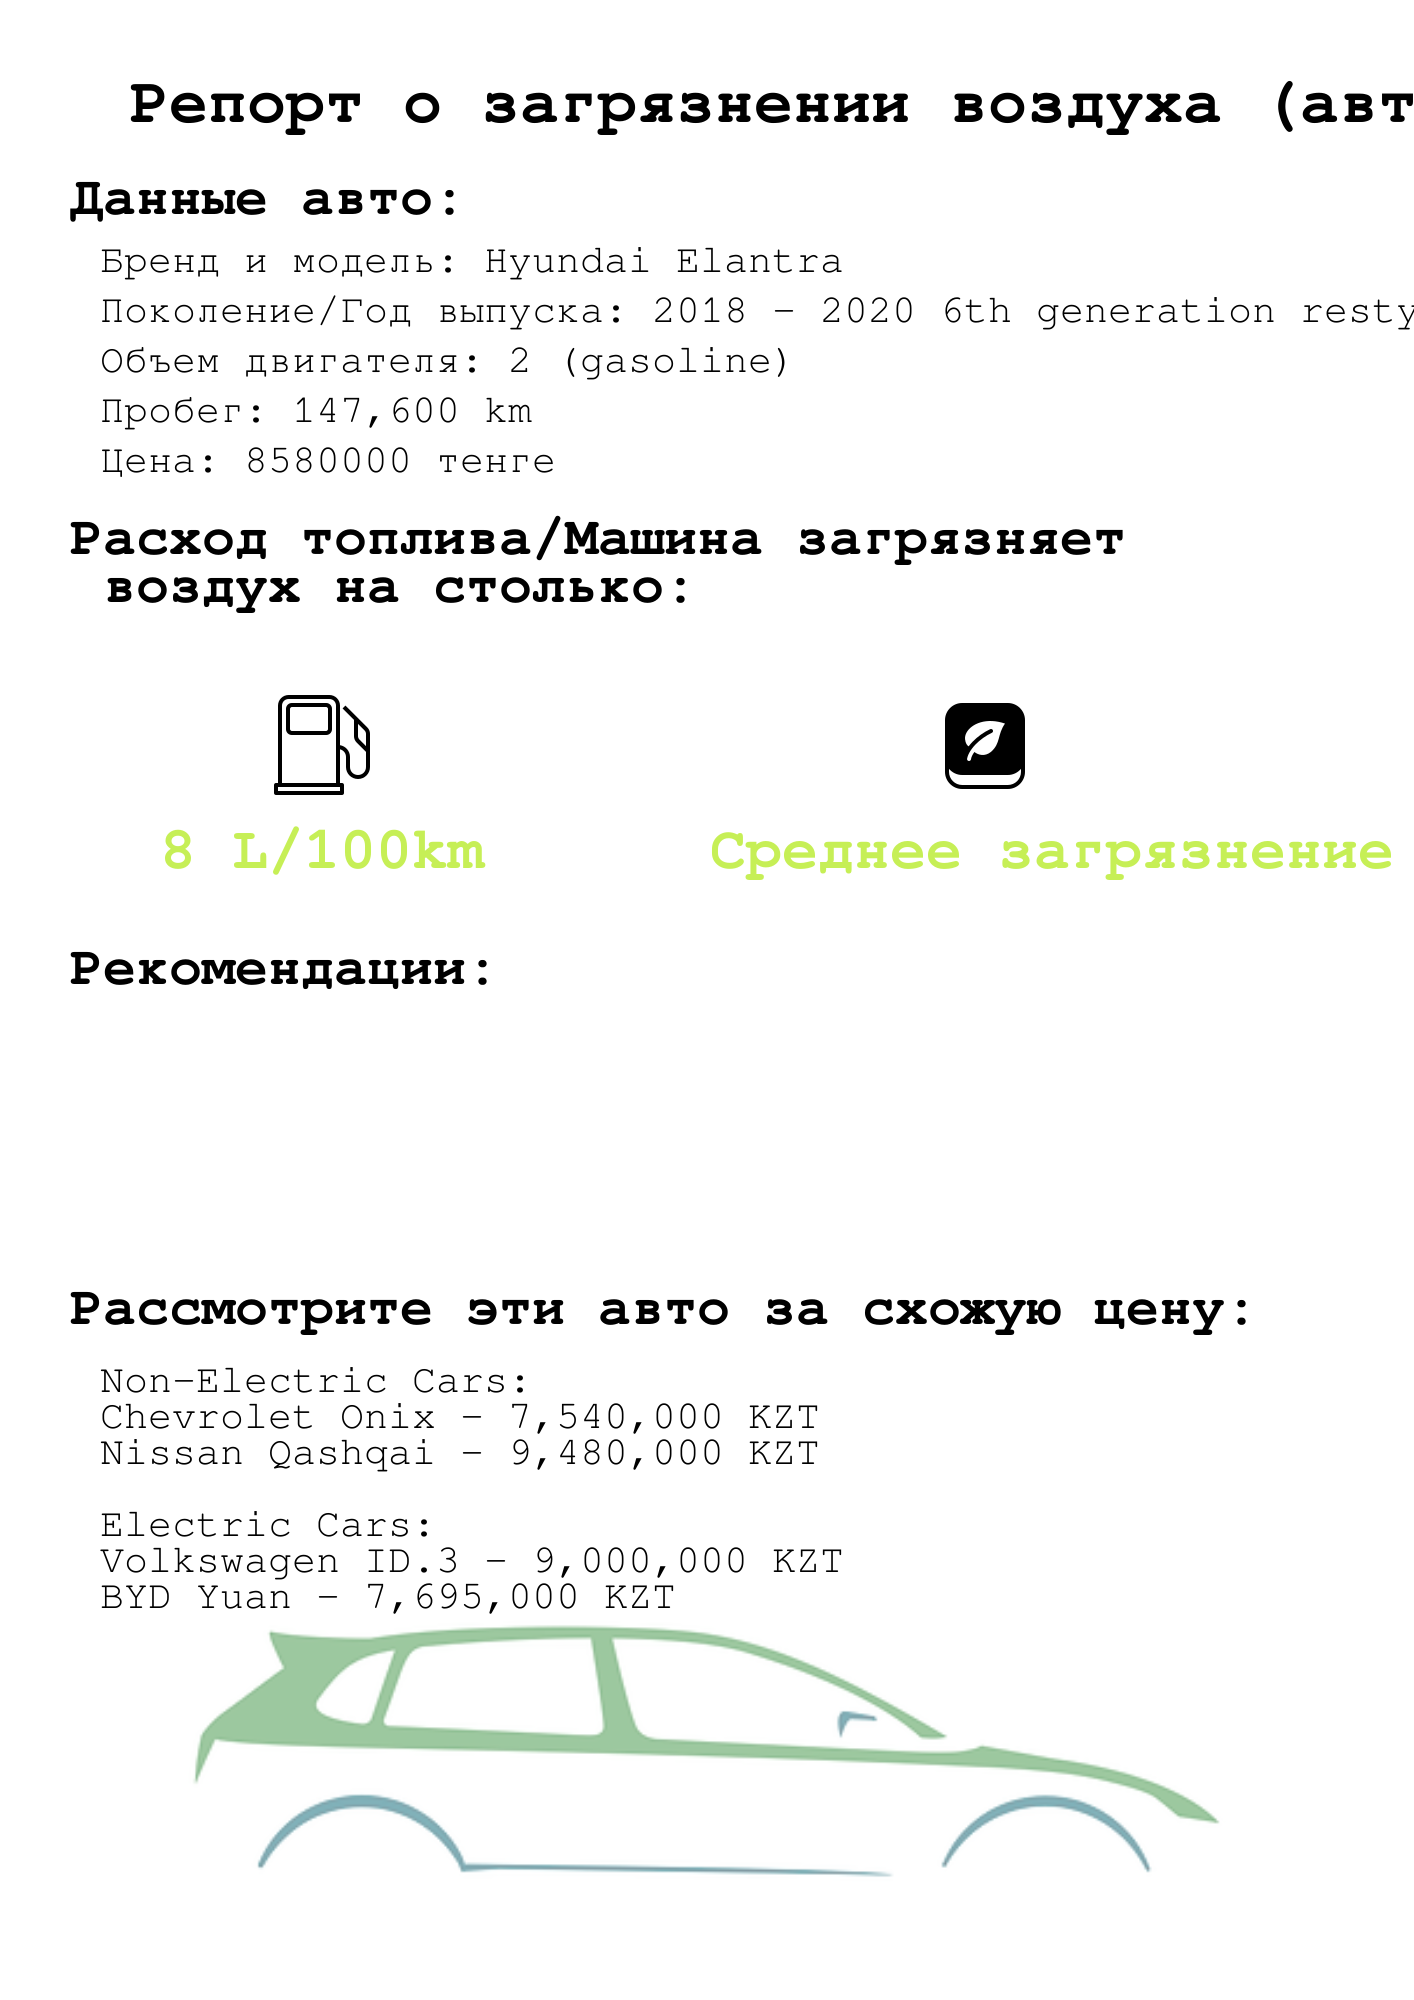 Репорт о загрязнении воздуха (авт
Данные авто:
Бренд и модель: Hyundai Elantra
Поколение/Год выпуска: 2018 - 2020 6th generation resty
Объем двигателя: 2 (gasoline)
Пробег: 147,600 km
Цена: 8580000 тенге
Расход топлива/Машина загрязняет
воздух на столько:
8 L/100km
Среднее загрязнение
Рекомендации:
Рассмотрите эти авто за схожую цену:
Non-Electric Cars:
Chevrolet Onix - 7,540,000 KZT
Nissan Qashqai - 9,480,000 KZT
Electric Cars:
Volkswagen ID.3 - 9,000,000 KZT
BYD Yuan - 7,695,000 KZT